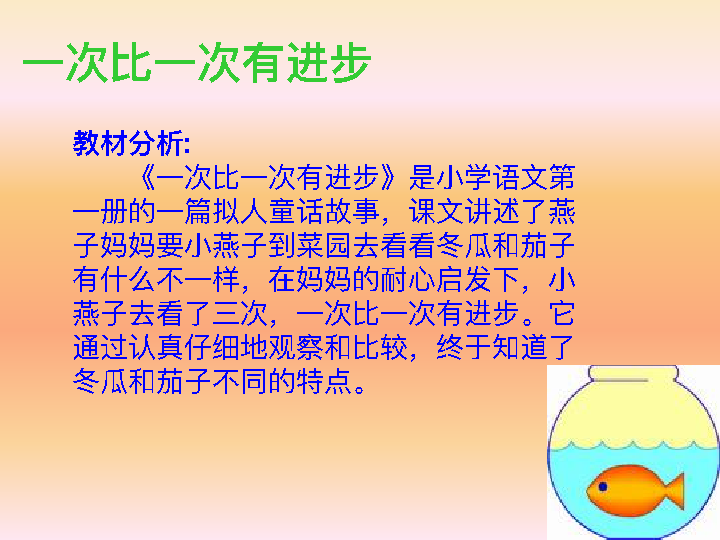 一次比一次有进步
教材分析:
《一次比一次有进步》是小学语文第
一册的一篇拟人童话故事，课文讲述了燕
子妈妈要小燕子到菜园去看看冬瓜和茄子
有什么不一样，在妈妈的耐心启发下，小
燕子去看了三次，一次比一次有进步。它
通过认真仔细地观察和比较，终于知道了
冬瓜和茄子不同的特点。